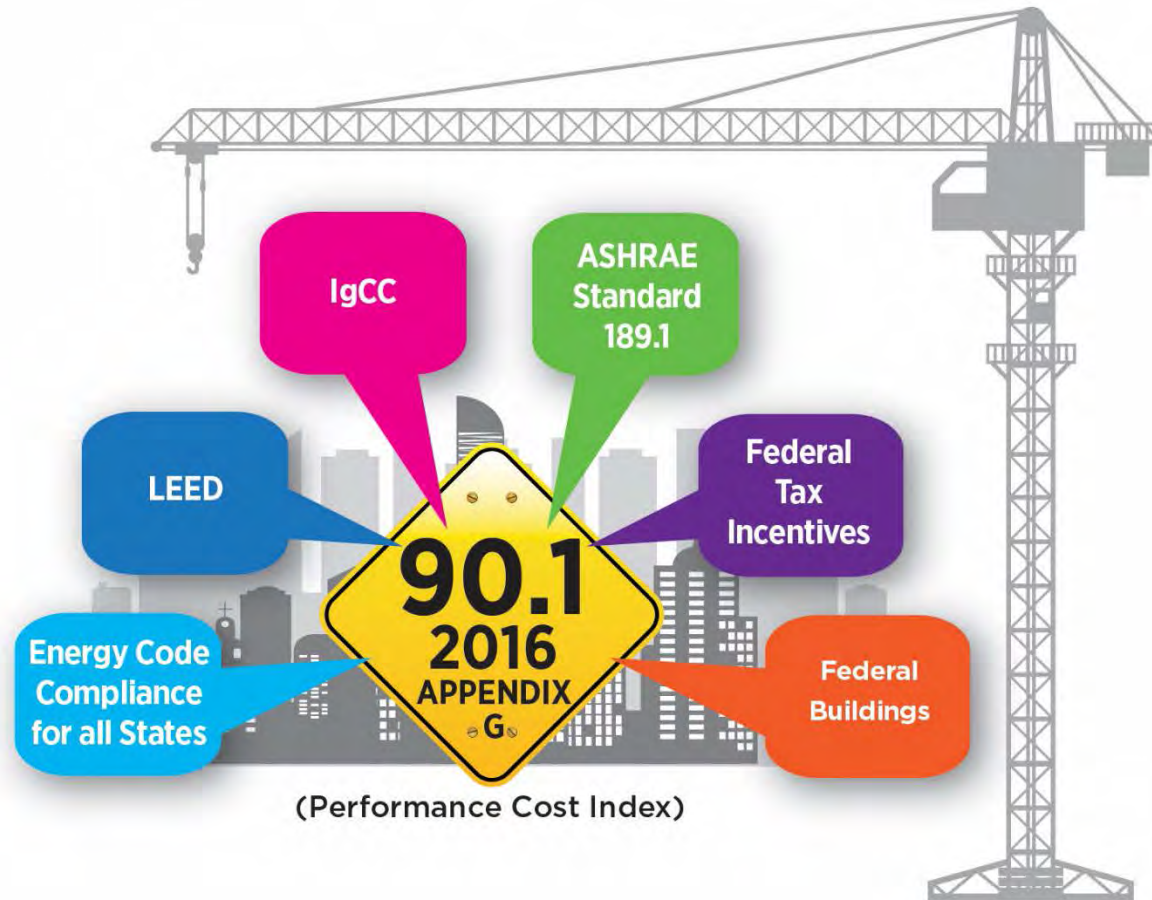 IgCC
ASHRAE
Standard
189.1
LEED
Federal
Tax
Incentives
Energy Code
Compliance
for all States
90.1
2016
APPENDIX
G
Federal
Buildings
(Performance Cost Index)